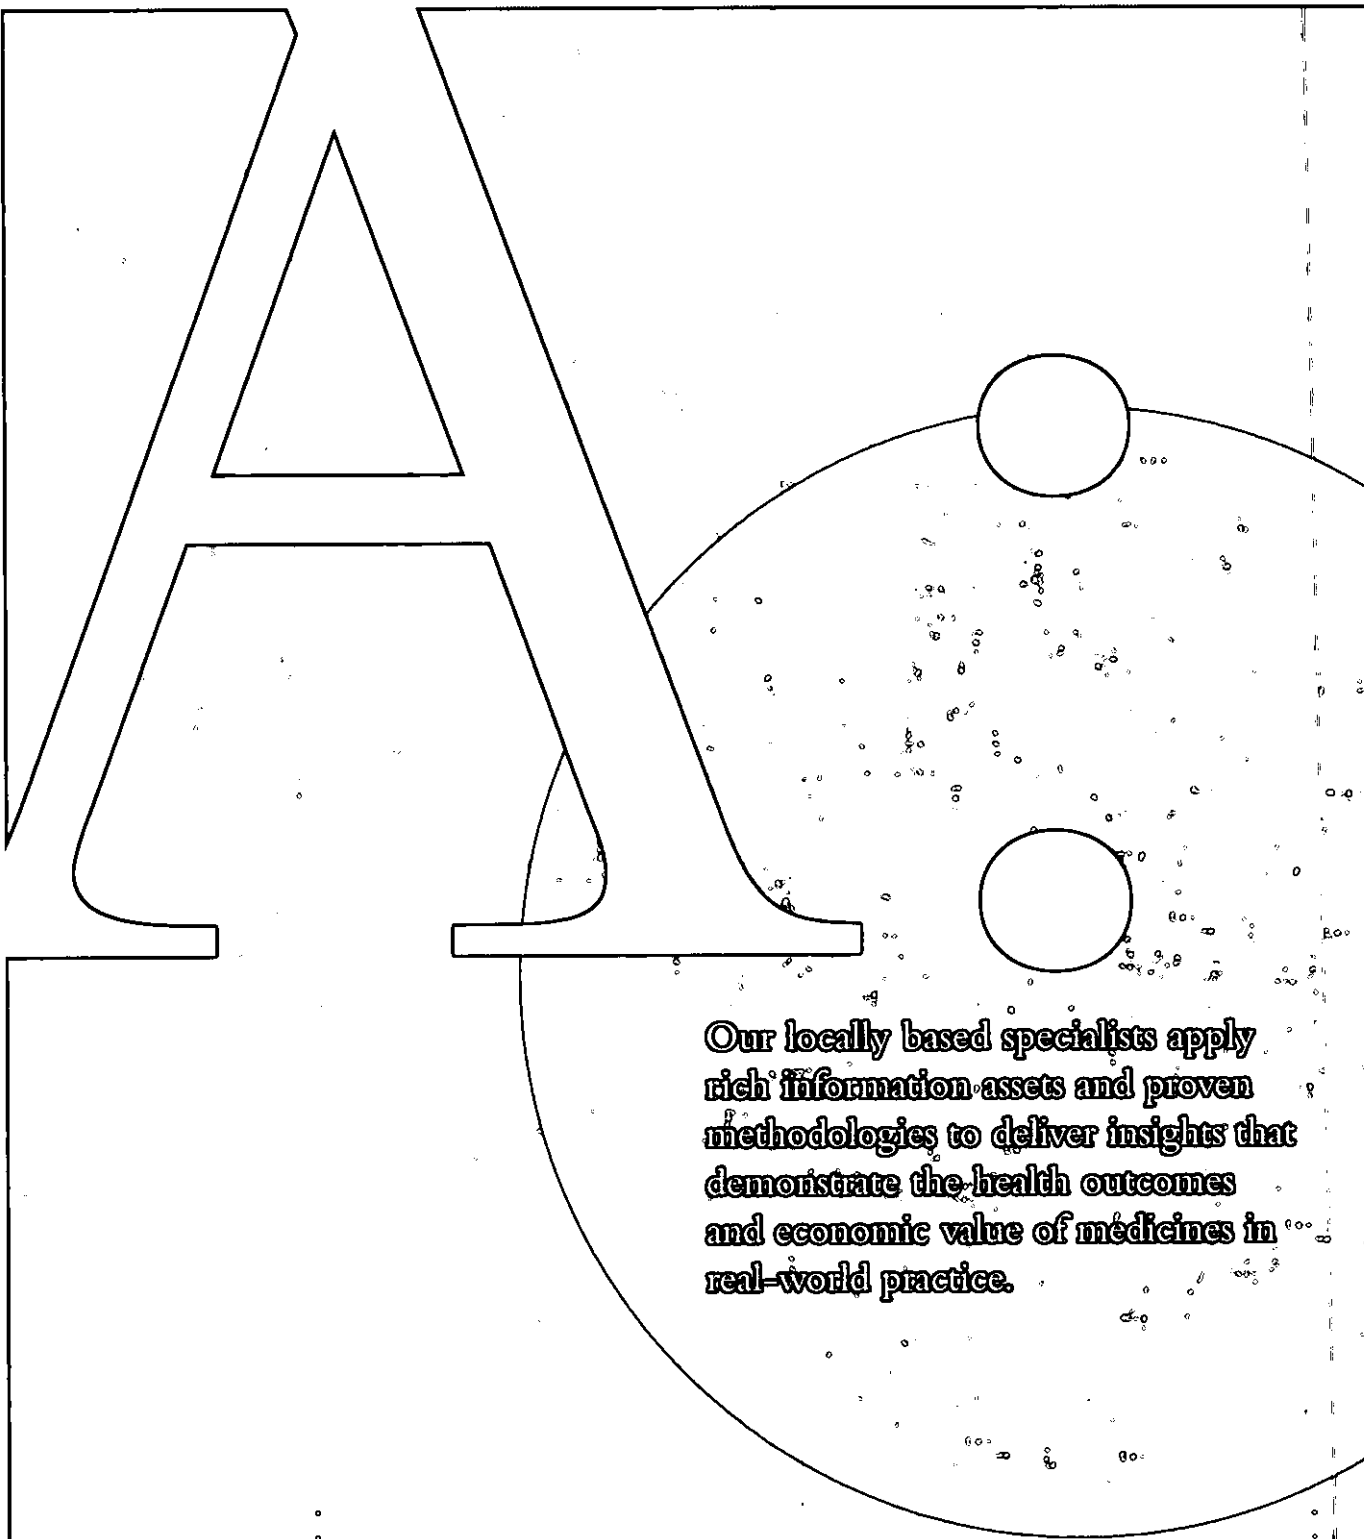 A:
Our locally based specialists apply
rich information assets and proven
methodologies to deliver insights that
demonstrate the health outcomes
and economic value of medicines in
real-world practice.